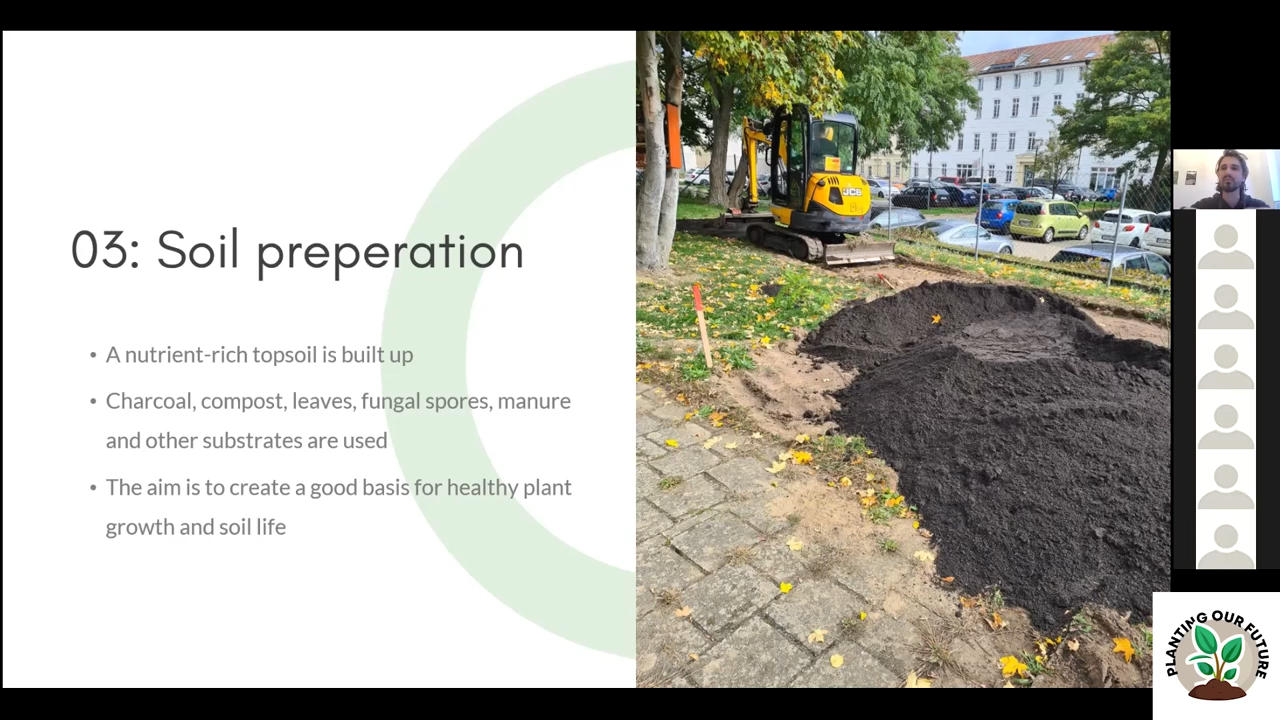 03: Soil preperation
• A nutrient-rich topsoil is built up
• Charcoal, compost, leaves, fungal spores, manure
and other substrates are used
• The aim is to create a good basis for healthy plant
growth and soil life
JCB
PLANTING OUR FUTURE